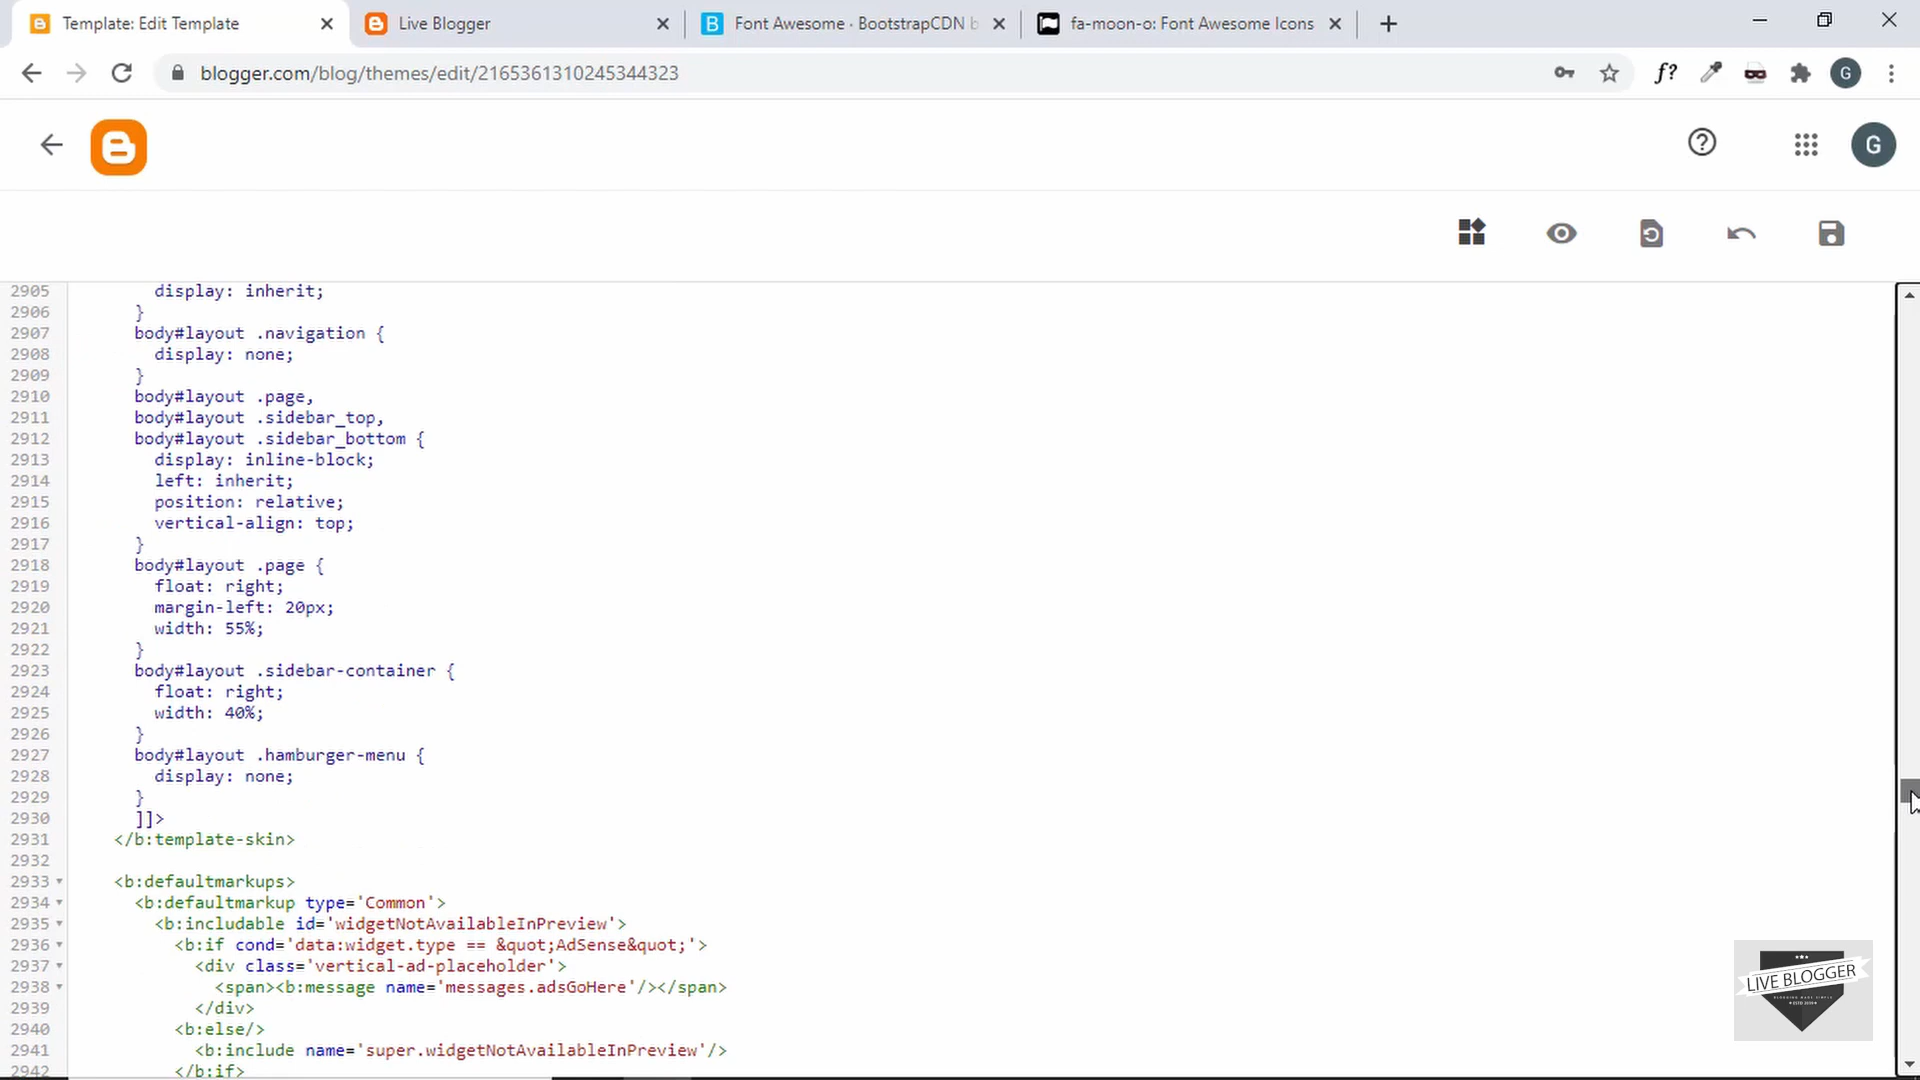 Template: Edit Template
Live Blogger
Font Awesome · BootstrapCDN b
fa-moon-o: Font Awesome Icons
blogger.com/blog/themes/edit/2165361310245344323
f?
G
G
2905 display: inherit;
2906 }
2907 body#layout .navigation {
2908 display: none;
2909 }
2910 body#layout .page,
2911 body#layout .sidebar_top,
2912 body#layout .sidebar_bottom {
2913 display: inline-block;
2914 left: inherit;
2915 position: relative;
2916 vertical-align: top;
2917 }
2918 body#layout .page {
2919 float: right;
2920 margin-left: 20px;
2921 width: 55%;
2922 }
2923 body#layout .sidebar-container {
2924 float: right;
2925 width: 40%;
2926 }
2927 body#layout .hamburger-menu {
2928 display: none;
2929 }
2930 ]]>
2931 </b:template-skin>
2932
2933 <b:defaultmarkups>
2934 <b:defaultmarkup type='Common'>
2935 <b:includable id='widgetNotAvailableInPreview'>
2936 <b:if cond='data:widget.type == &quot;AdSense&quot;'>
2937 <div class='vertical-ad-placeholder'>
2938 <span><b:message name='messages.adsGoHere'/></span>
2939 </div>
2940 <b:else/>
2941 <b:include name='super.widgetNotAvailableInPreview'/>
2942 </b:if>
LIVE BLOGGER